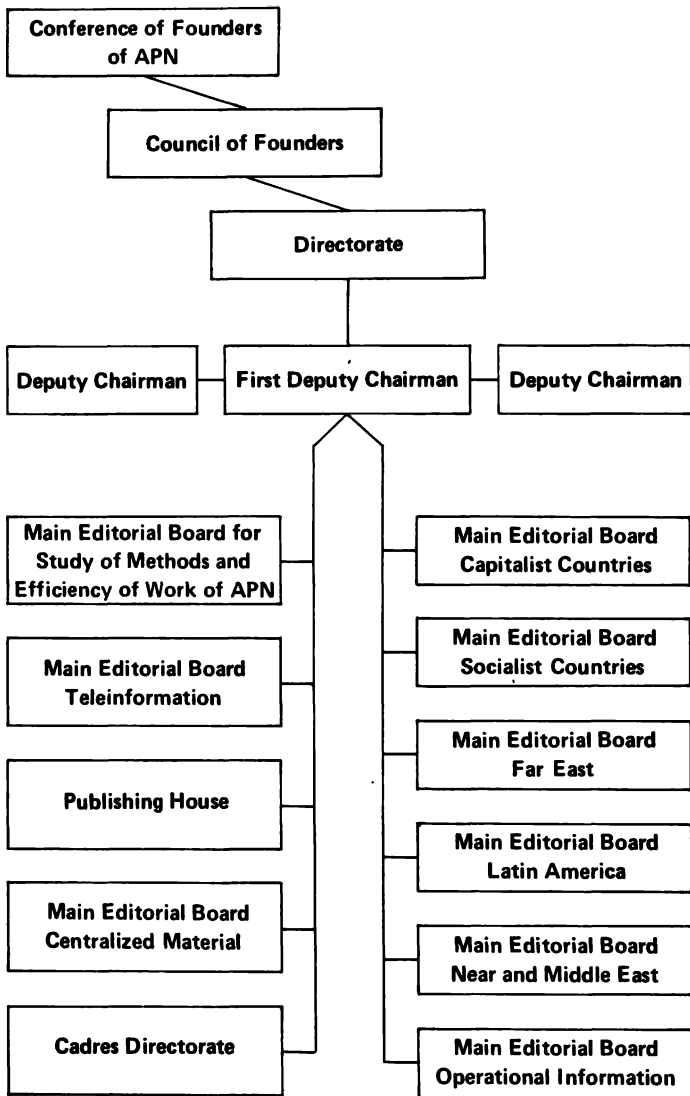 Conference of Founders
of APN
Council of Founders
Directorate
Deputy Chairman
First Deputy Chairman
Deputy Chairman
Main Editorial Board for
Study of Methods and
Efficiency of Work of APN
Main Editorial Board
Teleinformation
Publishing House
Main Editorial Board
Centralized Material
Cadres Directorate
Main Editorial Board
Capitalist Countries
Main Editorial Board
Socialist Countries
Main Editorial Board
Far East
Main Editorial Board
Latin America
Main Editorial Board
Near and Middle East
Main Editorial Board
Operational Information